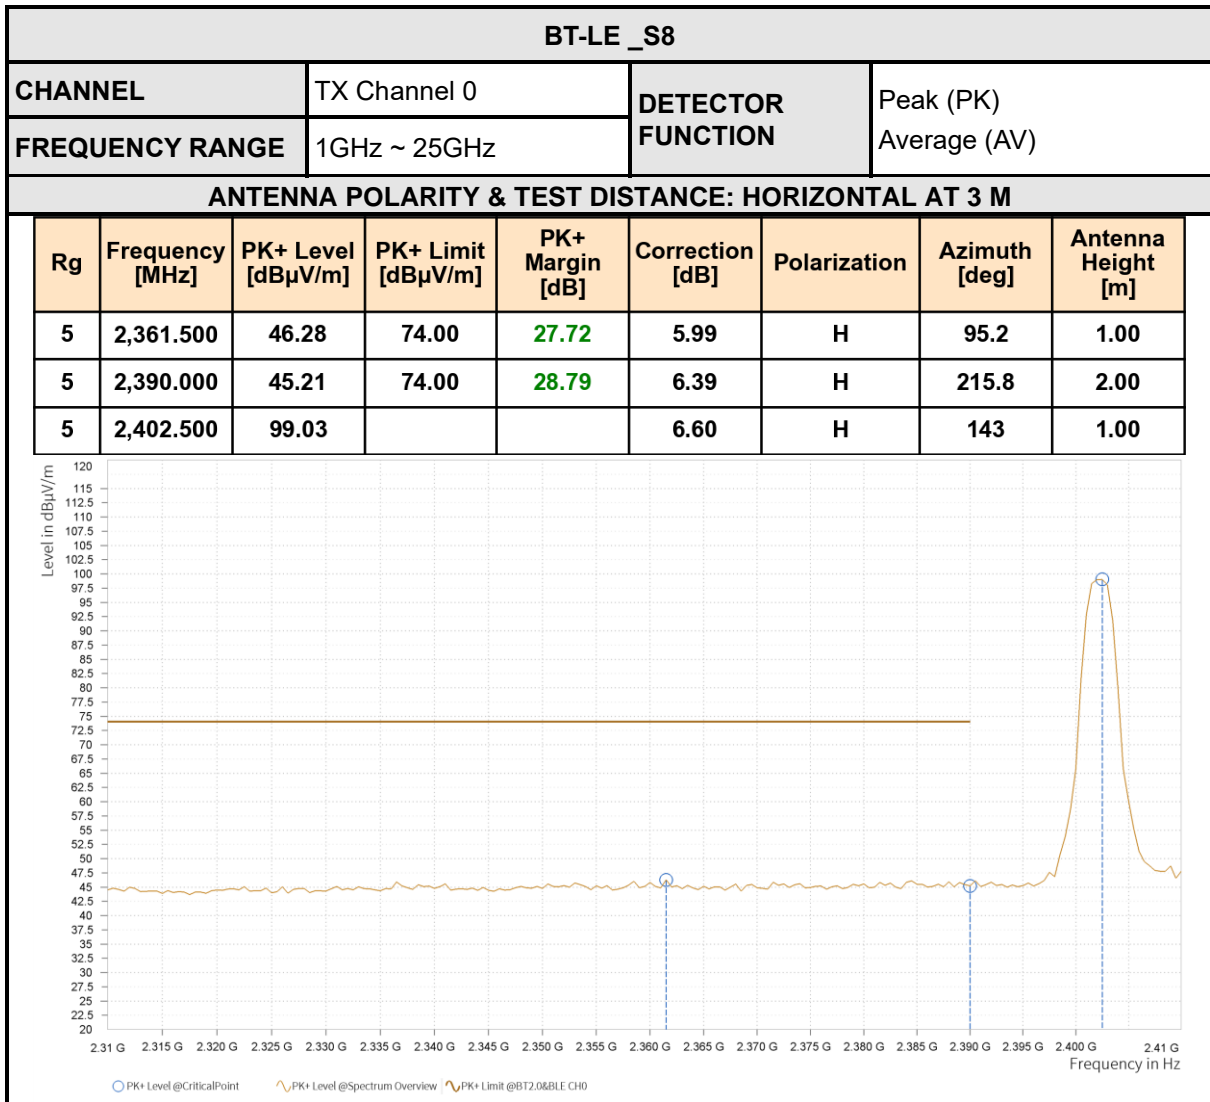 BT-LE _S8
CHANNEL
TX Channel 0
DETECTOR
FUNCTION
Peak (PK)
Average (AV)
FREQUENCY RANGE
1GHz ~ 25GHz
ANTENNA POLARITY & TEST DISTANCE: HORIZONTAL AT 3 M
Rg
Frequency
[MHz]
PK+ Level
[dBµV/m]
PK+ Limit
[dBµV/m]
PK+
Margin
[dB]
Correction
[dB]
Polarization
Azimuth
[deg]
Antenna
Height
[m]
5 2,361.500 46.28 74.00 27.72 5.99 H 95.2 1.00
5 2,390.000 45.21 74.00 28.79 6.39 H 215.8 2.00
5 2,402.500 99.03 6.60 H 143 1.00
Level in dBµV/m
120
115
112.5
110
107.5
105
102.5
100
97.5
95
92.5
90
87.5
85
82.5
80
77.5
75
72.5
70
67.5
65
62.5
60
57.5
55
52.5
50
47.5
45
42.5
40
37.5
35
32.5
30
27.5
25
22.5
20
2.31 G 2.315 G 2.320 G 2.325 G 2.330 G 2.335 G 2.340 G 2.345 G 2.350 G 2.355 G 2.360 G 2.365 G 2.370 G 2.375 G 2.380 G 2.385 G 2.390 G 2.395 G 2.400 G 2.41 G
Frequency in Hz
PK+ Level @CriticalPoint PK+ Level @Spectrum Overview PK+ Limit @BT2.0&BLE CH0